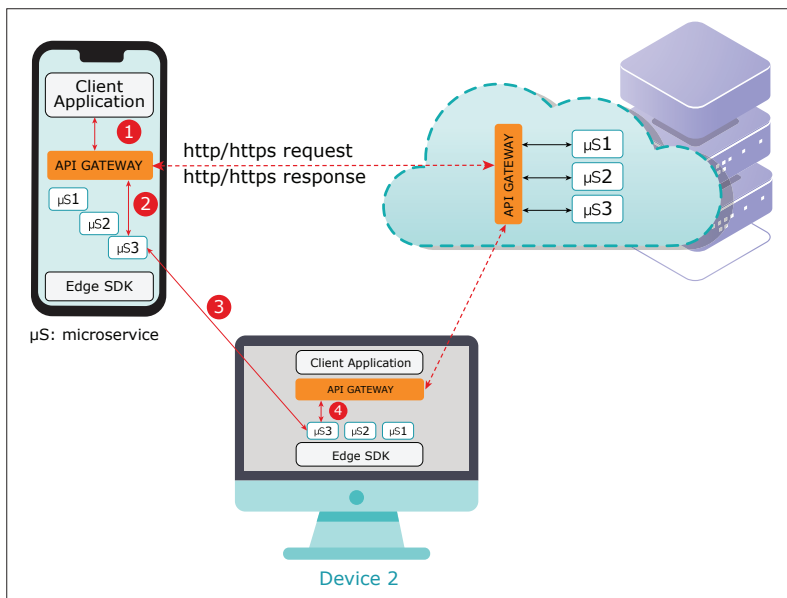 Client
Application
1
API GATEWAY
2
µS1
µS2
µS3
Edge SDK
µS: microservice
http/https request
http/https response
API GATEWAY
µS1
µS2
µS3
3
Client Application
API GATEWAY
4
µS3
µS2
µS1
Edge SDK
Device 2